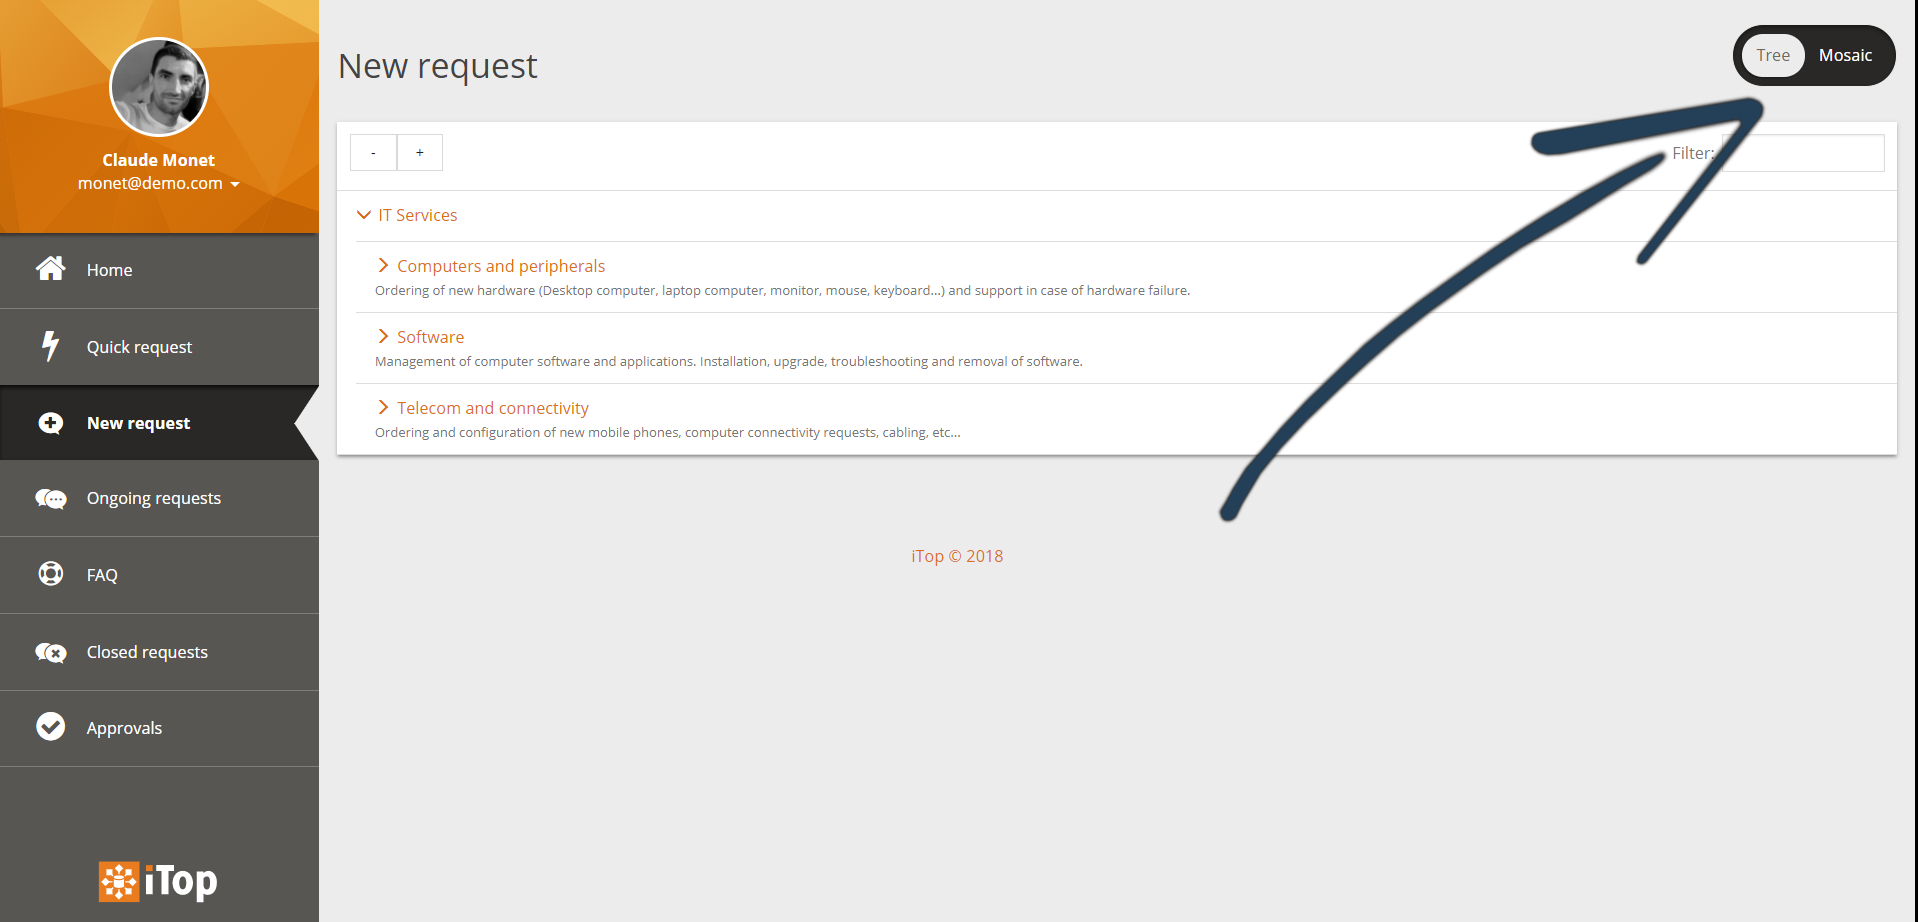 Claude Monet
monet@demo.com
Home
Quick request
New request
Ongoing requests
FAQ
Closed requests
Approvals
iTop
New request
Tree Mosaic
- + Filter:
IT Services
Computers and peripherals
Ordering of new hardware (Desktop computer, laptop computer, monitor, mouse, keyboard...) and support in case of hardware failure.
Software
Management of computer software and applications. Installation, upgrade, troubleshooting and removal of software.
Telecom and connectivity
Ordering and configuration of new mobile phones, computer connectivity requests, cabling, etc...
iTop © 2018